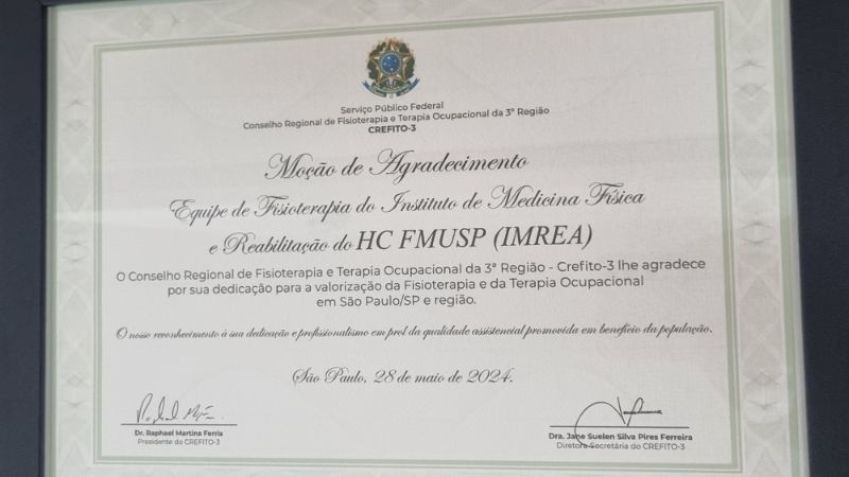 Serviço Público Federal
Conselho Regional de Fisioterapia e Terapia Ocupacional da 3ª Região
CREFITO-3
Moção de Agradecimento
Equipe de Fisioterapia do Instituto de Medicina Física
e Reabilitação do HC FMUSP (IMREA)
O Conselho Regional de Fisioterapia e Terapia Ocupacional da 3ª Região - Crefito-3 lhe agradece
por sua dedicação para a valorização da Fisioterapia e da Terapia Ocupacional
em São Paulo/SP e região.
O nosso reconhecimento à sua dedicação e profissionalismo em prol da qualidade assistencial promovida em benefício da população.
São Paulo, 28 de maio de 2024.
Dr. Raphael Martins Ferris
Presidente do CREFITO-3
Dra. Jane Suelen Silva Pires Ferreira
Diretora-Secretária do CREFITO-3